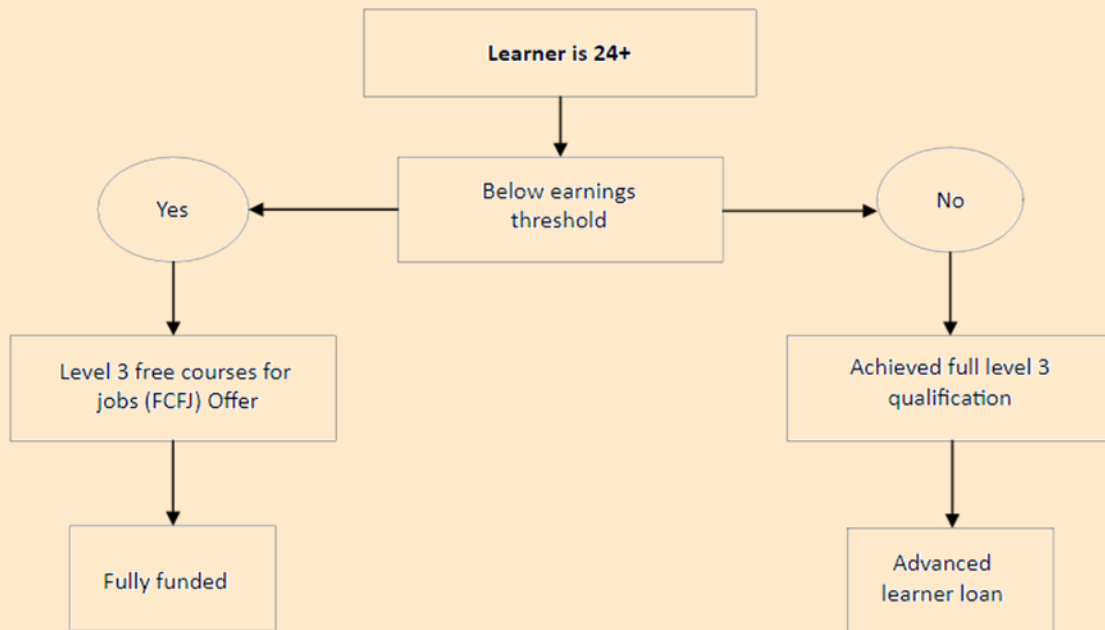 Learner is 24+
Below earnings
threshold
Yes
No
Level 3 free courses for
jobs (FCFJ) Offer
Achieved full level 3
qualification
Fully funded
Advanced
learner loan